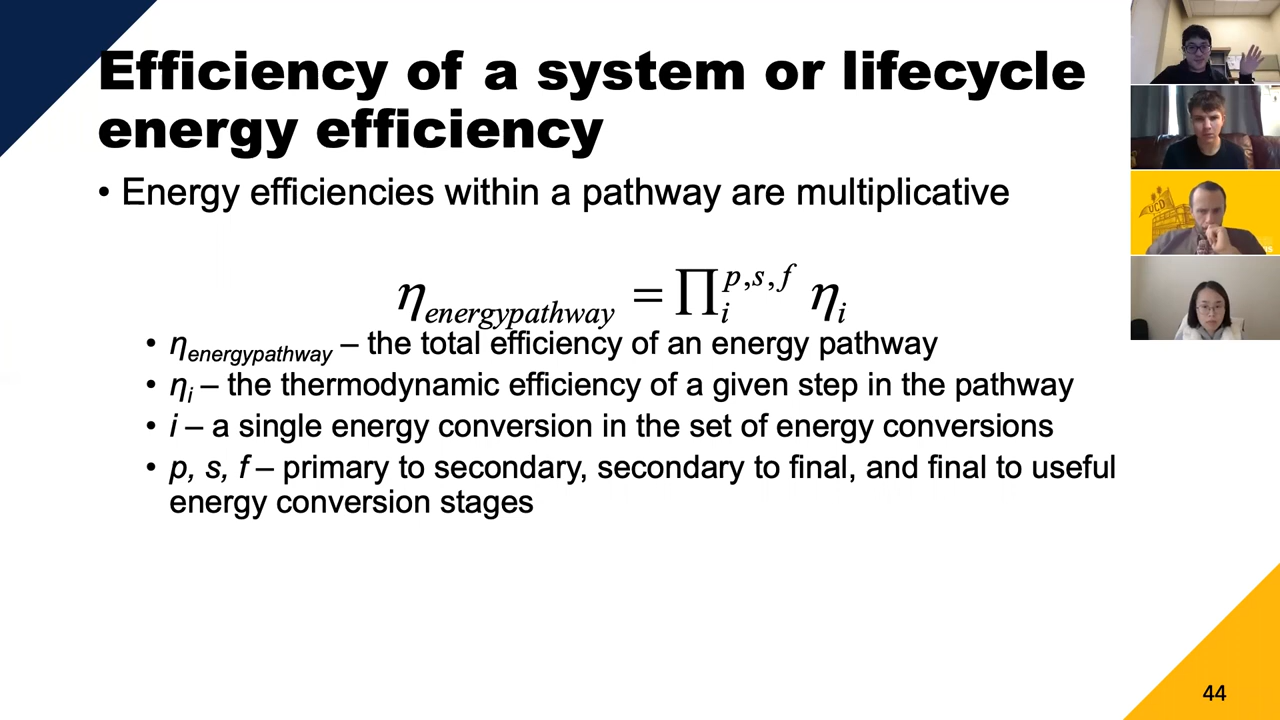 Efficiency of a system or lifecycle
energy efficiency
• Energy efficiencies within a pathway are multiplicative
η_energypathway = ∏_i^{p,s,f} η_i
• η_energypathway – the total efficiency of an energy pathway
• η_i – the thermodynamic efficiency of a given step in the pathway
• i – a single energy conversion in the set of energy conversions
• p, s, f – primary to secondary, secondary to final, and final to useful
energy conversion stages
UCD
44